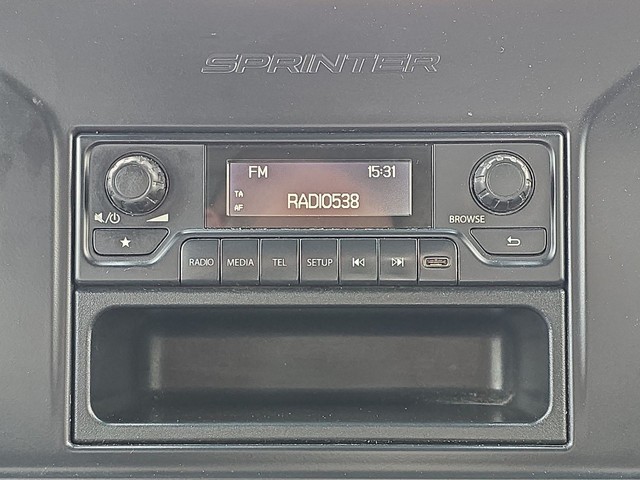 SPRINTER
FM 15:31
TA
RADIO538
AF
BROWSE
RADIO MEDIA TEL SETUP